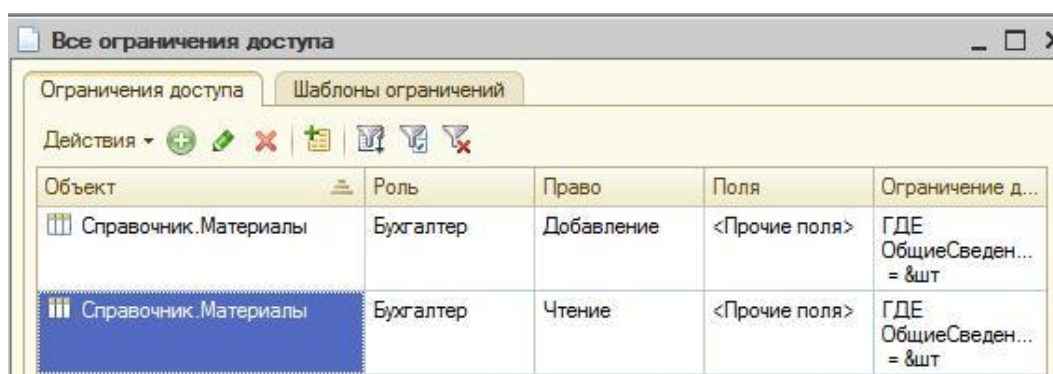 Все ограничения доступа
Ограничения доступа Шаблоны ограничений
Действия
Объект Роль Право Поля Ограничение д...
Справочник.Материалы Бухгалтер Добавление <Прочие поля> ГДЕ
ОбщиеСведен...
= &шт
Справочник.Материалы Бухгалтер Чтение <Прочие поля> ГДЕ
ОбщиеСведен...
= &шт